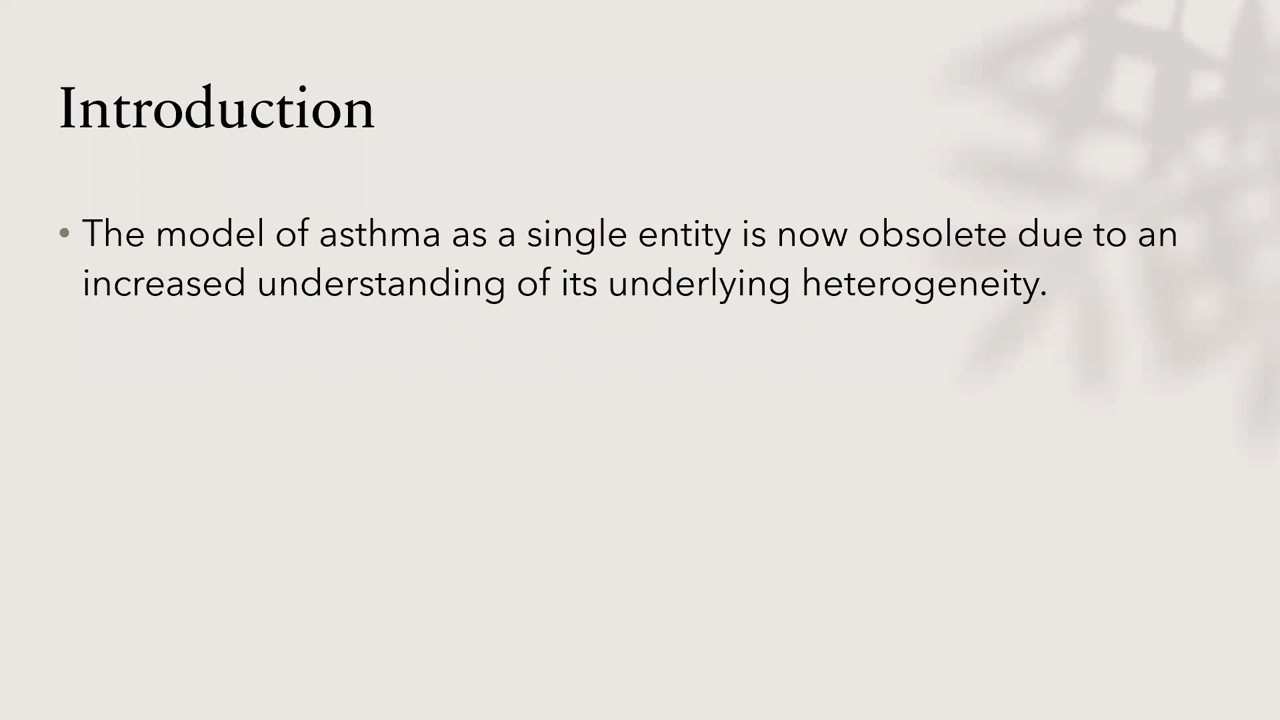 Introduction
• The model of asthma as a single entity is now obsolete due to an
increased understanding of its underlying heterogeneity.